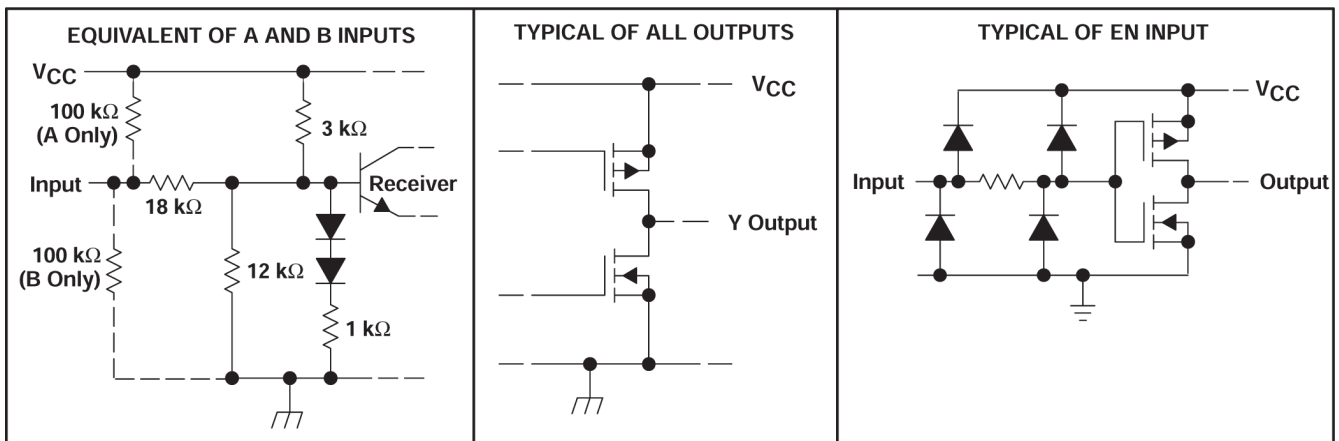 EQUIVALENT OF A AND B INPUTS
VCC
100 kΩ
(A Only)
3 kΩ
Input
18 kΩ
Receiver
100 kΩ
(B Only)
12 kΩ
1 kΩ
TYPICAL OF ALL OUTPUTS
VCC
Y Output
TYPICAL OF EN INPUT
VCC
Input
Output